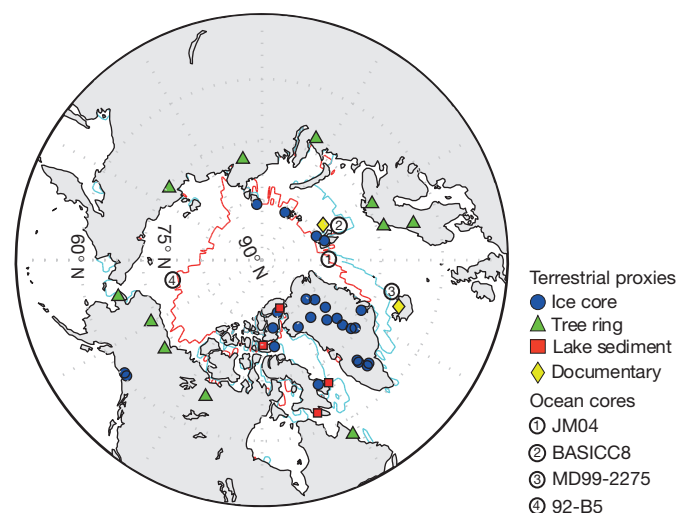 60° N
75° N
90° N
2
1
3
4
Terrestrial proxies
Ice core
Tree ring
Lake sediment
Documentary
Ocean cores
1 JM04
2 BASICC8
3 MD99-2275
4 92-B5